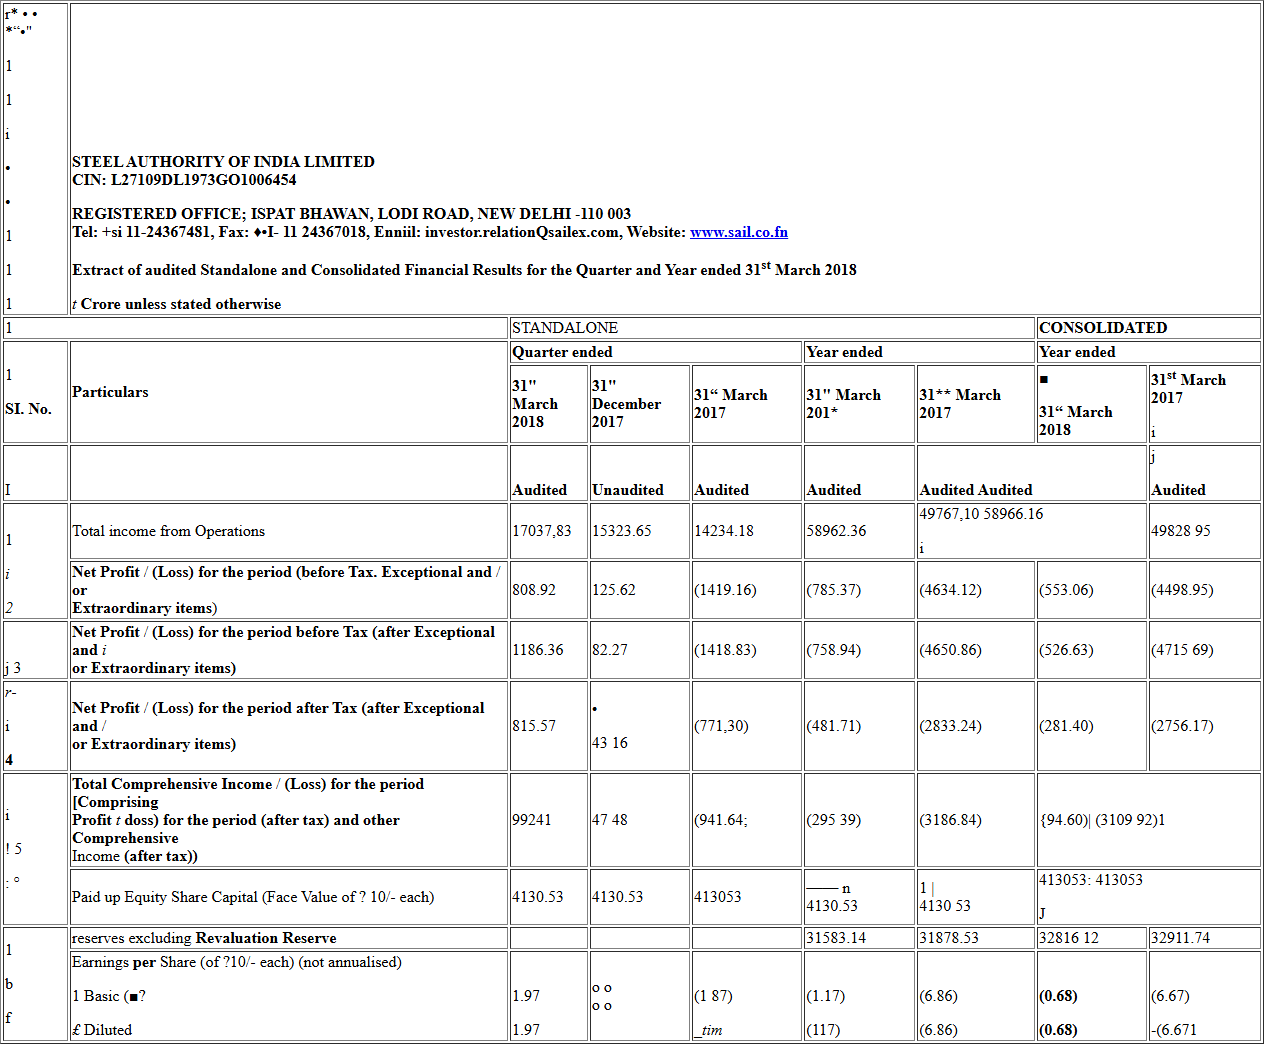 r* • •
*“•"
1
1
i
•
•
1
1
1
STEEL AUTHORITY OF INDIA LIMITED
CIN: L27109DL1973GO1006454
REGISTERED OFFICE; ISPAT BHAWAN, LODI ROAD, NEW DELHI -110 003
Tel: +si 11-24367481, Fax: ♦•I- 11 24367018, Enniil: investor.relationQsailex.com, Website: www.sail.co.fn
Extract of audited Standalone and Consolidated Financial Results for the Quarter and Year ended 31st March 2018
t Crore unless stated otherwise
1 STANDALONE CONSOLIDATED
1
SI. No.
Particulars
Quarter ended Year ended Year ended
31" March 2018
31" December 2017
31“ March 2017
31" March 201*
31** March 2017
■
31“ March 2018
31st March 2017
i
I
Audited Unaudited Audited Audited Audited Audited
j
Audited
1
i
2
Total income from Operations 17037,83 15323.65 14234.18 58962.36 49767,10 58966.16
i
49828 95
Net Profit / (Loss) for the period (before Tax. Exceptional and /
or
Extraordinary items) 808.92 125.62 (1419.16) (785.37) (4634.12) (553.06) (4498.95)
j 3
Net Profit / (Loss) for the period before Tax (after Exceptional
and i
or Extraordinary items) 1186.36 82.27 (1418.83) (758.94) (4650.86) (526.63) (4715 69)
r-
i
4
Net Profit / (Loss) for the period after Tax (after Exceptional
and /
or Extraordinary items) 815.57
•
43 16
(771,30) (481.71) (2833.24) (281.40) (2756.17)
i
! 5
: °
Total Comprehensive Income / (Loss) for the period
[Comprising
Profit t doss) for the period (after tax) and other
Comprehensive
Income (after tax)) 99241 47 48 (941.64; (295 39) (3186.84) {94.60)| (3109 92)1
Paid up Equity Share Capital (Face Value of ? 10/- each) 4130.53 4130.53 413053
—— n
4130.53
1 |
4130 53
413053: 413053
J
1
b
f
reserves excluding Revaluation Reserve 31583.14 31878.53 32816 12 32911.74
Earnings per Share (of ?10/- each) (not annualised)
1 Basic (■? 1.97
o o
o o
(1 87) (1.17) (6.86) (0.68) (6.67)
£ Diluted 1.97 _tim (117) (6.86) (0.68) -(6.671